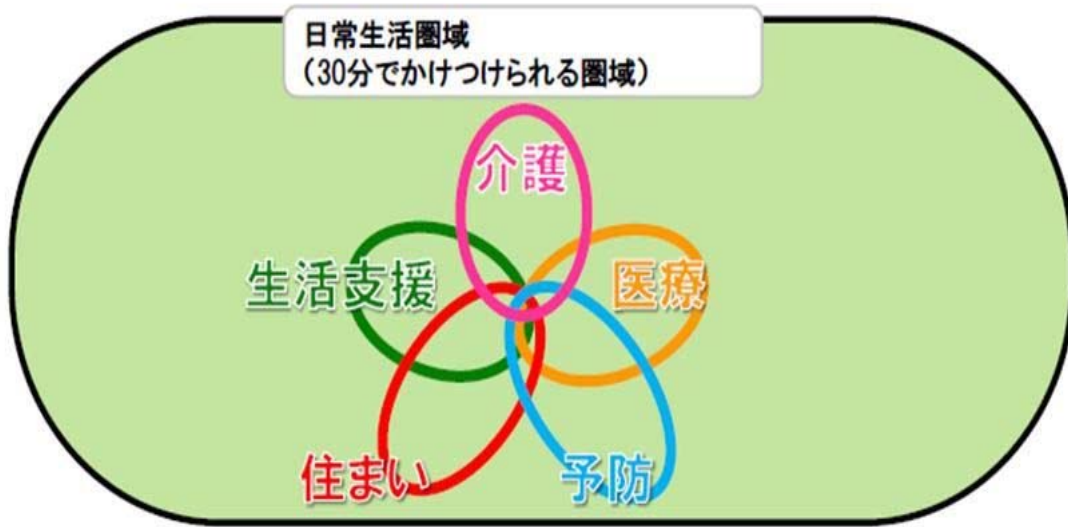 日常生活圏域
（30分でかけつけられる圏域）
介護
生活支援
医療
住まい
予防